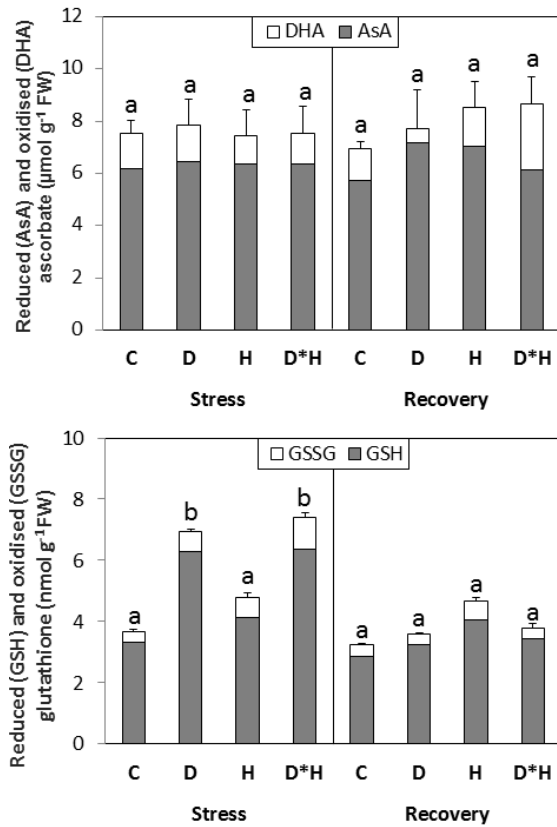 Reduced (AsA) and oxidised (DHA)
ascorbate (µmol g⁻¹ FW)
DHA AsA
12
10
8
6
4
2
0
a a a a a a a a
C D H D*H C D H D*H
Stress Recovery
Reduced (GSH) and oxidised (GSSG)
glutathione (nmol g⁻¹FW)
GSSG GSH
10
8
6
4
2
0
a b a b a a a a
C D H D*H C D H D*H
Stress Recovery